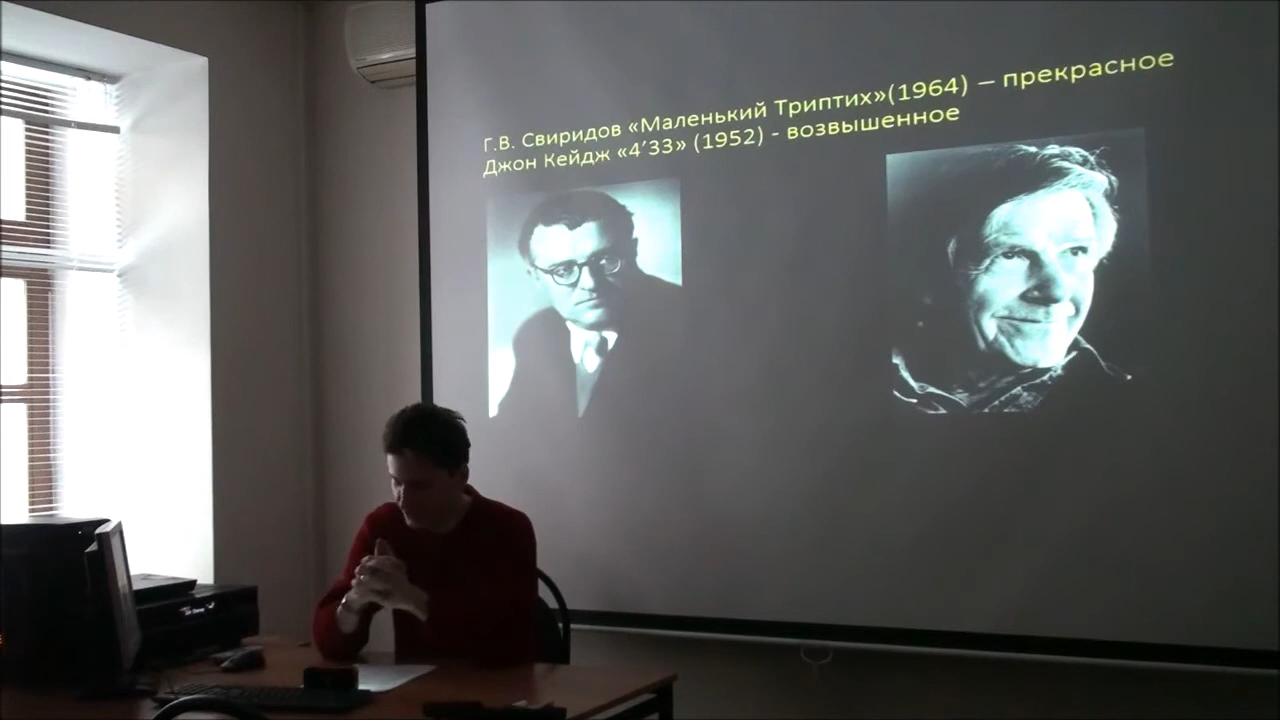 Г.В. Свиридов «Маленький Триптих»(1964) – прекрасное
Джон Кейдж «4′33» (1952) - возвышенное